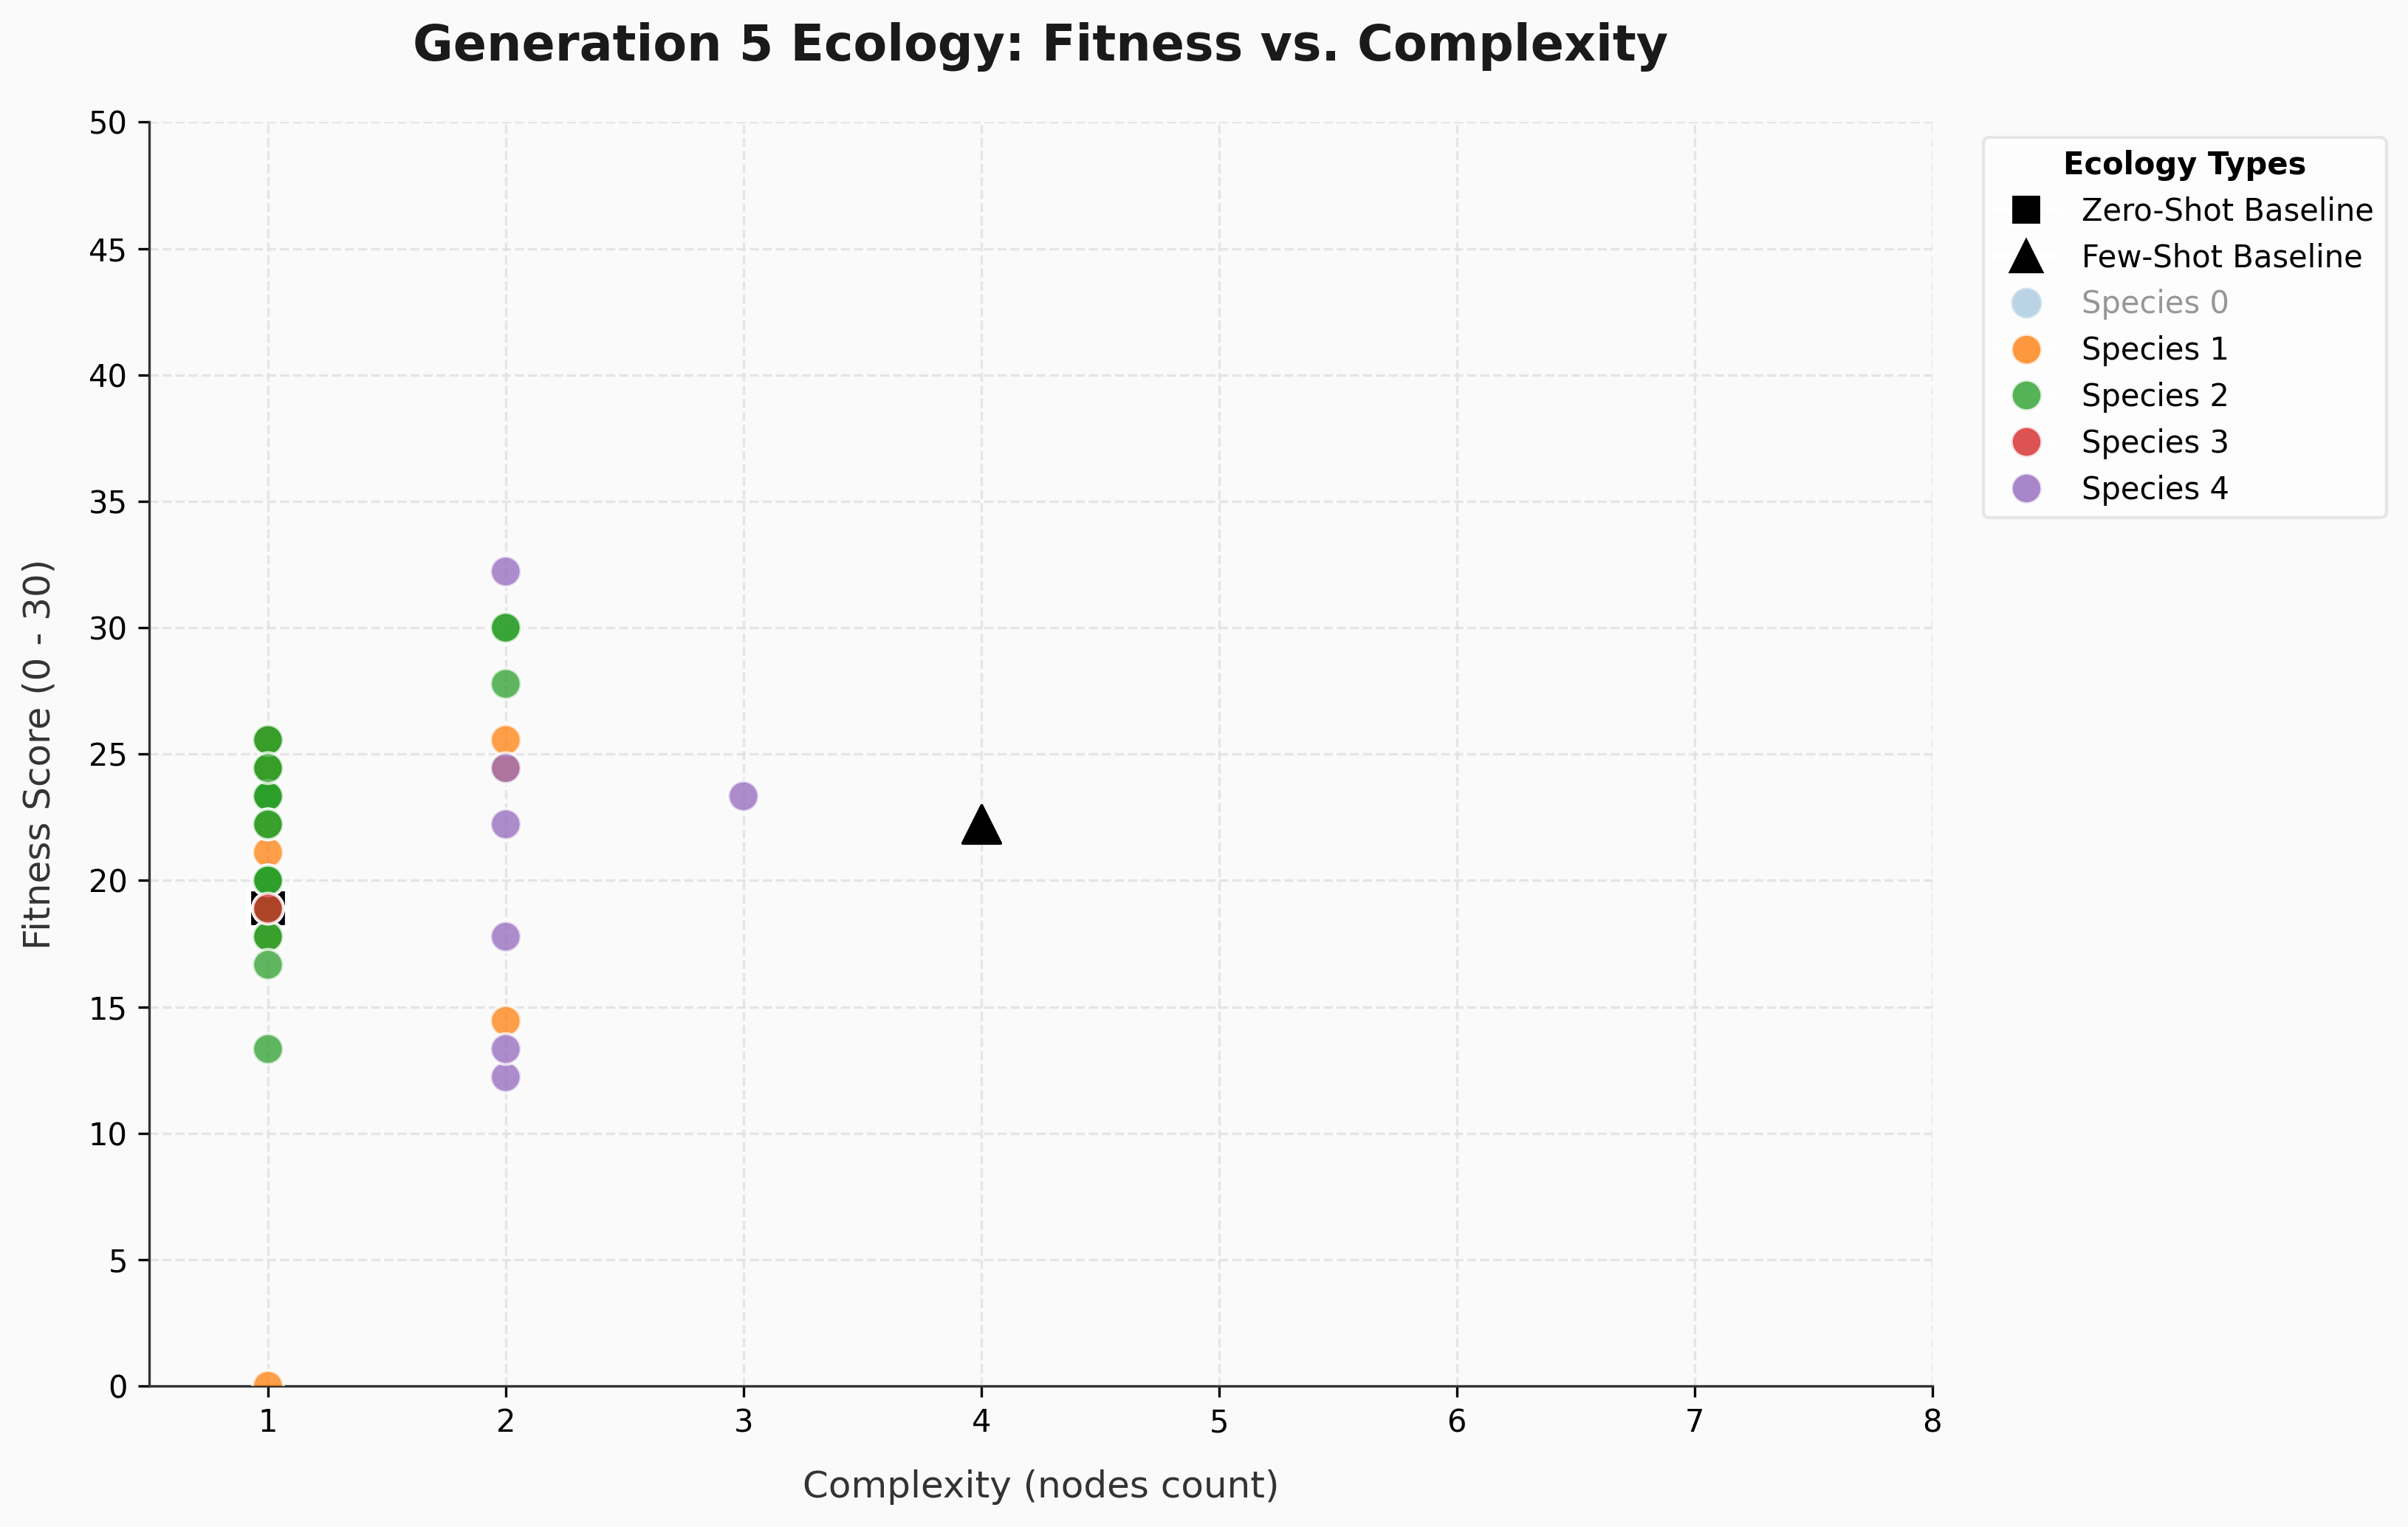 Generation 5 Ecology: Fitness vs. Complexity
50
45
40
35
30
25
20
15
10
5
0
Fitness Score (0 - 30)
1 2 3 4 5 6 7 8
Complexity (nodes count)
Ecology Types
Zero-Shot Baseline
Few-Shot Baseline
Species 0
Species 1
Species 2
Species 3
Species 4